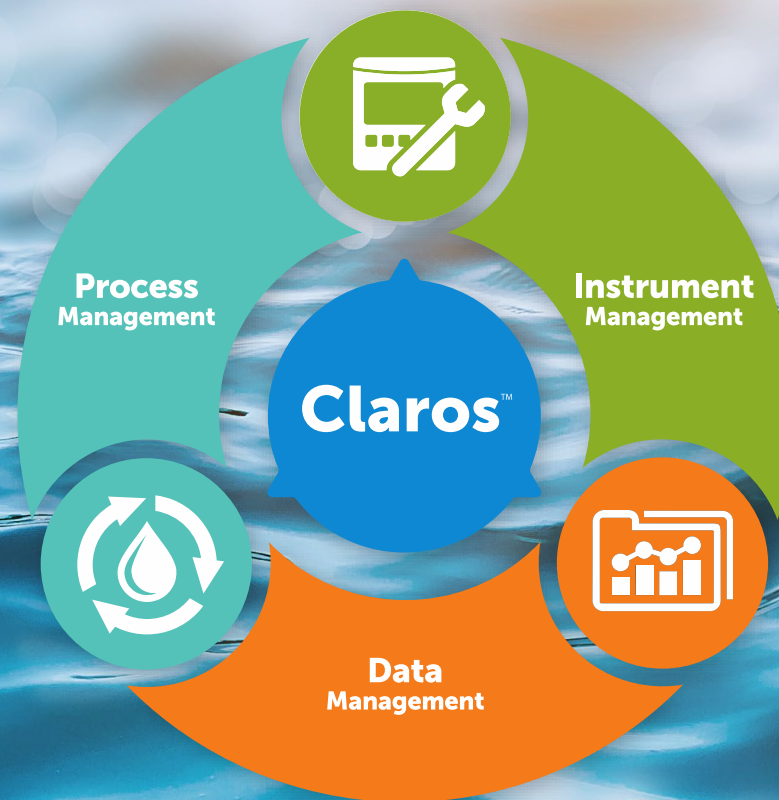 Process
Management
Instrument
Management
Claros™
Data
Management